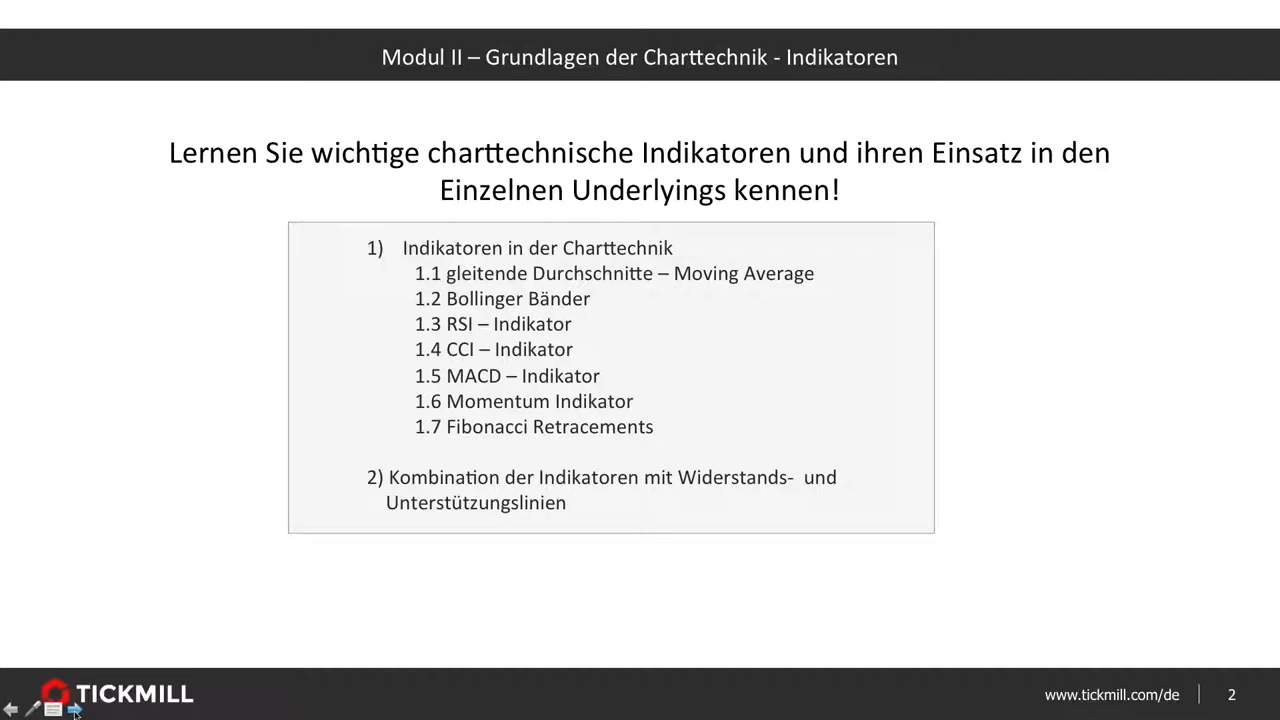 Modul II – Grundlagen der Charttechnik - Indikatoren
Lernen Sie wichtige charttechnische Indikatoren und ihren Einsatz in den
Einzelnen Underlyings kennen!
1) Indikatoren in der Charttechnik
1.1 gleitende Durchschnitte – Moving Average
1.2 Bollinger Bänder
1.3 RSI – Indikator
1.4 CCI – Indikator
1.5 MACD – Indikator
1.6 Momentum Indikator
1.7 Fibonacci Retracements
2) Kombination der Indikatoren mit Widerstands- und
Unterstützungslinien
TICKMILL
www.tickmill.com/de
2